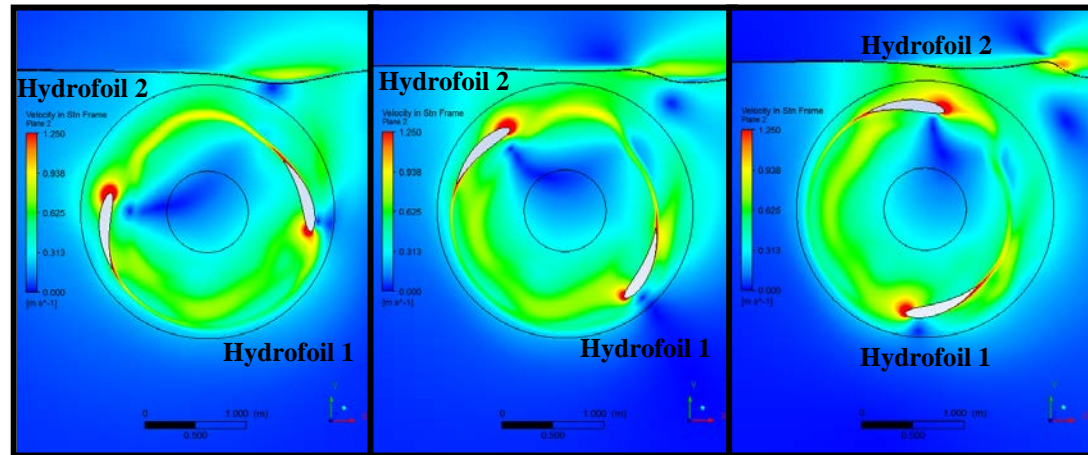 Hydrofoil 2
Velocity in Stn Frame
Plane 2
1.250
0.938
0.625
0.313
0.000
[m s^-1]
Hydrofoil 1
0 1.000 (m)
0.500
Y
X
Hydrofoil 2
Velocity in Stn Frame
Plane 2
1.250
0.938
0.625
0.313
0.000
[m s^-1]
Hydrofoil 1
0 1.000 (m)
0.500
Y
X
Hydrofoil 2
Velocity in Stn Frame
Plane 2
1.250
0.938
0.625
0.313
0.000
[m s^-1]
Hydrofoil 1
0 1.000 (m)
0.500
Y